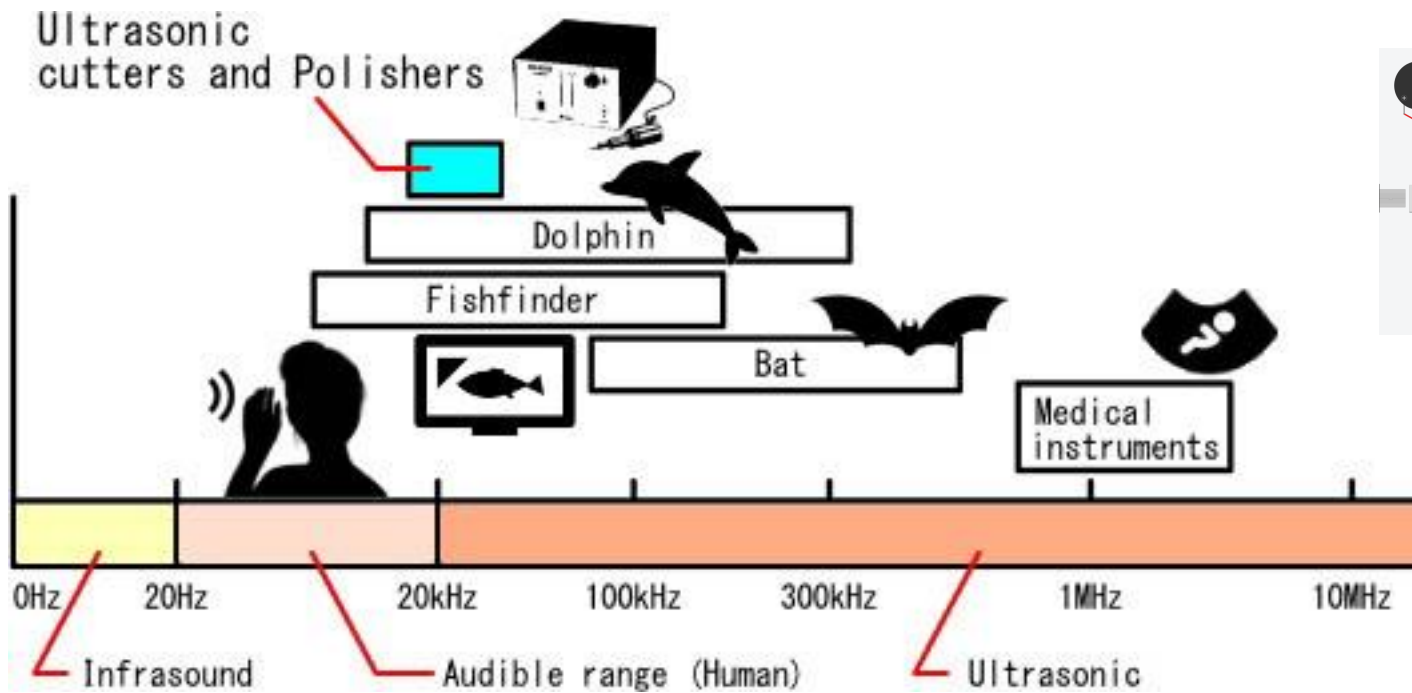 Ultrasonic
cutters and Polishers
Dolphin
Fishfinder
Bat
Medical
instruments
0Hz 20Hz 20kHz 100kHz 300kHz 1MHz 10MHz
Infrasound Audible range (Human) Ultrasonic